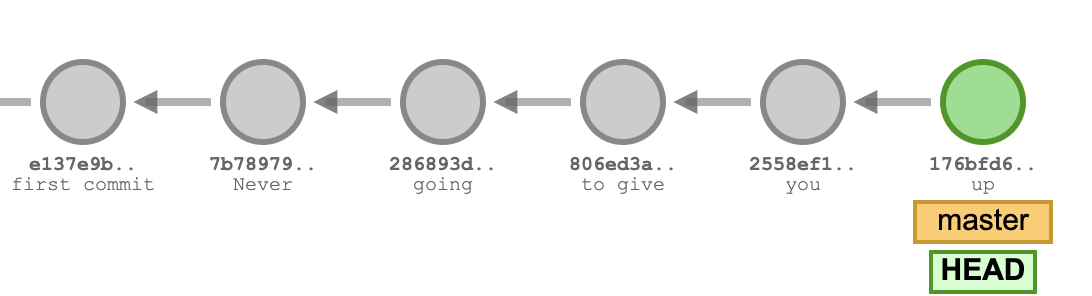 e137e9b..
first commit
7b78979..
Never
286893d..
going
806ed3a..
to give
2558ef1..
you
176bfd6..
up
master
HEAD